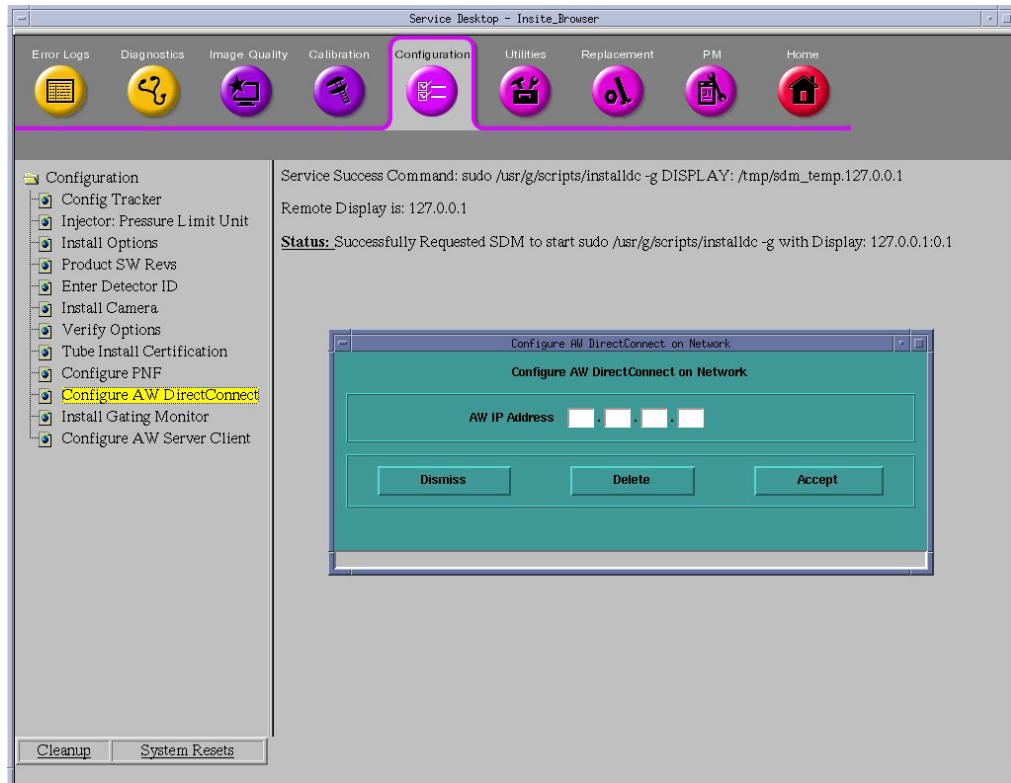 Service Desktop - Insite_Browser
Error Logs
Diagnostics
Image Quality
Calibration
Configuration
Utilities
Replacement
PM
Home
Configuration
Config Tracker
Injector: Pressure Limit Unit
Install Options
Product SW Revs
Enter Detector ID
Install Camera
Verify Options
Tube Install Certification
Configure PNF
Configure AW DirectConnect
Install Gating Monitor
Configure AW Server Client
Cleanup
System Resets
Service Success Command: sudo /usr/g/scripts/installdc -g DISPLAY: /tmp/sdm_temp.127.0.0.1
Remote Display is: 127.0.0.1
Status: Successfully Requested SDM to start sudo /usr/g/scripts/installdc -g with Display: 127.0.0.1:0.1
Configure AW DirectConnect on Network
Configure AW DirectConnect on Network
AW IP Address . . .
Dismiss
Delete
Accept